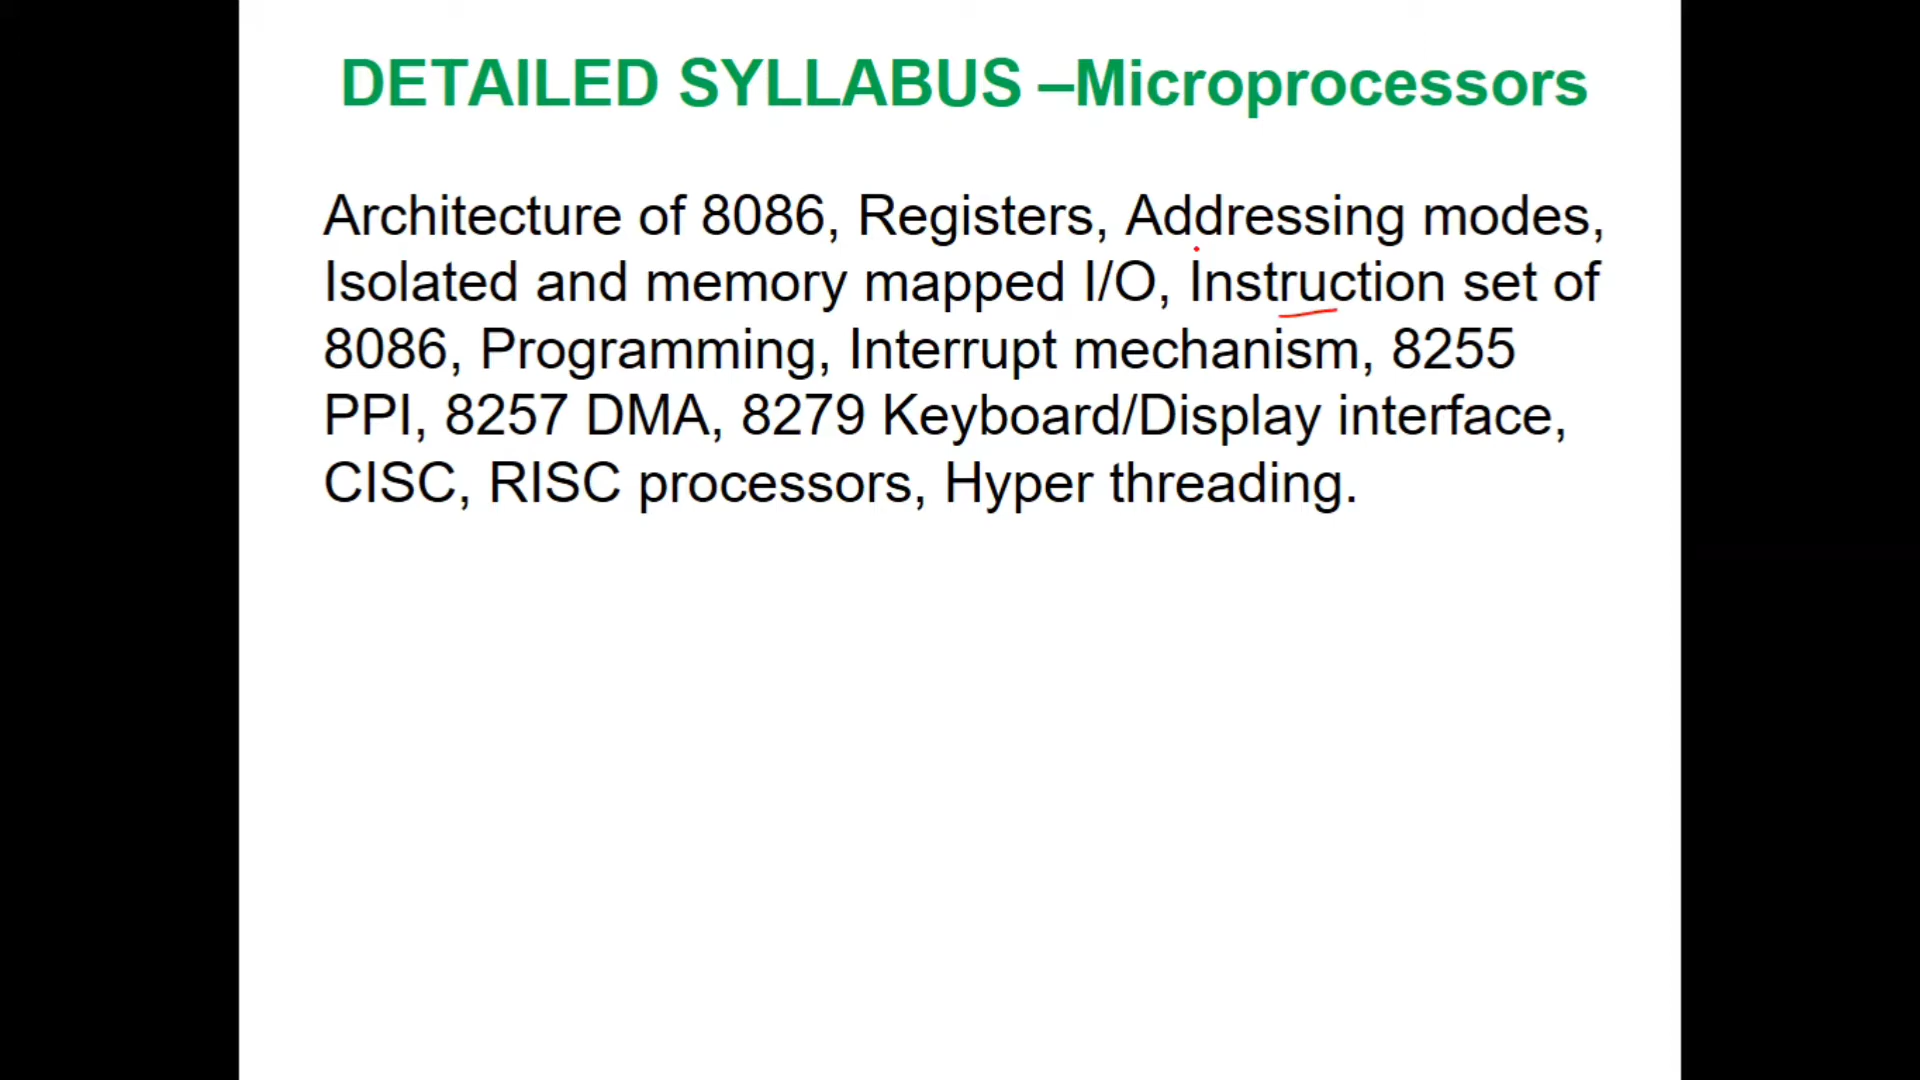 DETAILED SYLLABUS –Microprocessors
Architecture of 8086, Registers, Addressing modes,
Isolated and memory mapped I/O, Instruction set of
8086, Programming, Interrupt mechanism, 8255
PPI, 8257 DMA, 8279 Keyboard/Display interface,
CISC, RISC processors, Hyper threading.